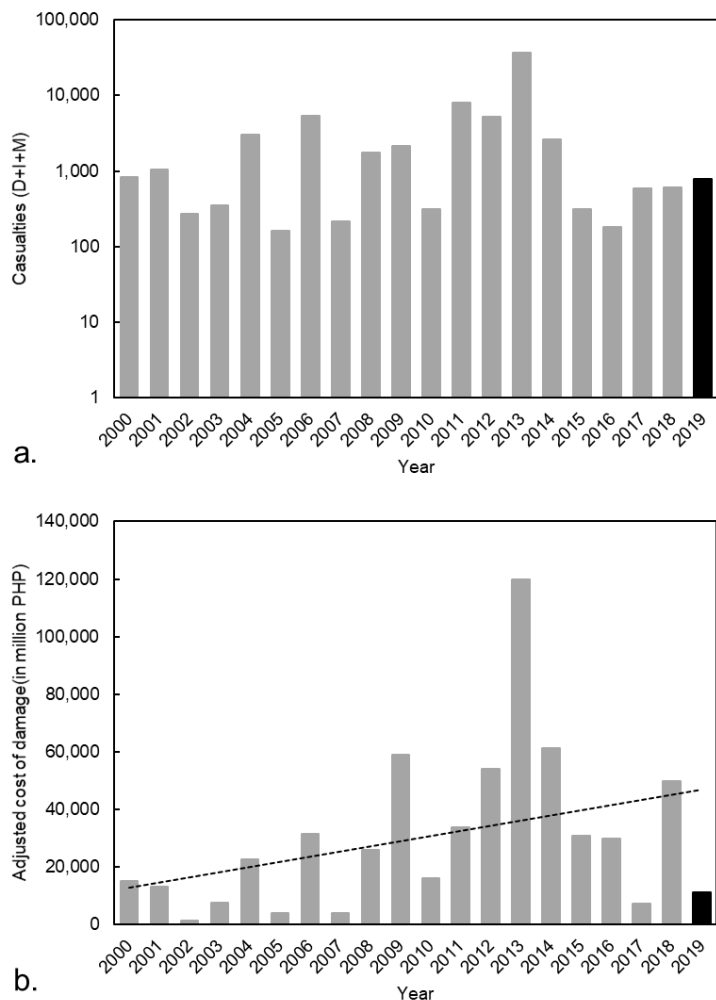 100,000
10,000
1,000
100
10
1
Casualties (D+I+M)
2000 2001 2002 2003 2004 2005 2006 2007 2008 2009 2010 2011 2012 2013 2014 2015 2016 2017 2018 2019
Year
a.
140,000
120,000
100,000
80,000
60,000
40,000
20,000
0
Adjusted cost of damage(in million PHP)
2000 2001 2002 2003 2004 2005 2006 2007 2008 2009 2010 2011 2012 2013 2014 2015 2016 2017 2018 2019
Year
b.